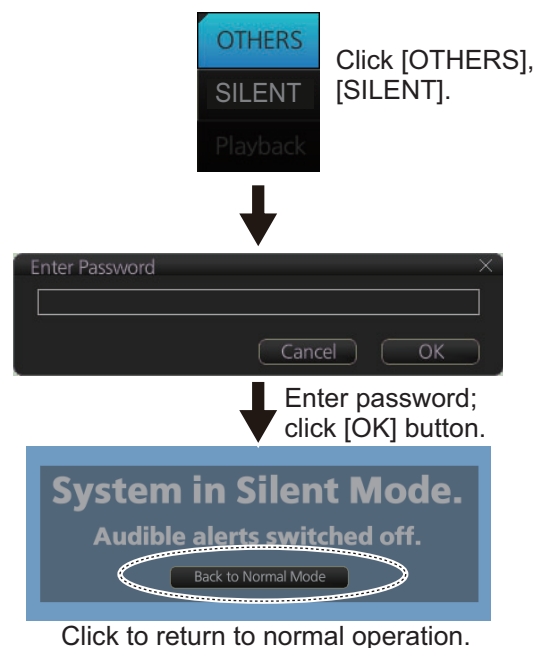 OTHERS
Click [OTHERS],
SILENT
[SILENT].
Playback
Enter Password
Cancel
OK
Enter password;
click [OK] button.
System in Silent Mode.
Audible alerts switched off.
Back to Normal Mode
Click to return to normal operation.